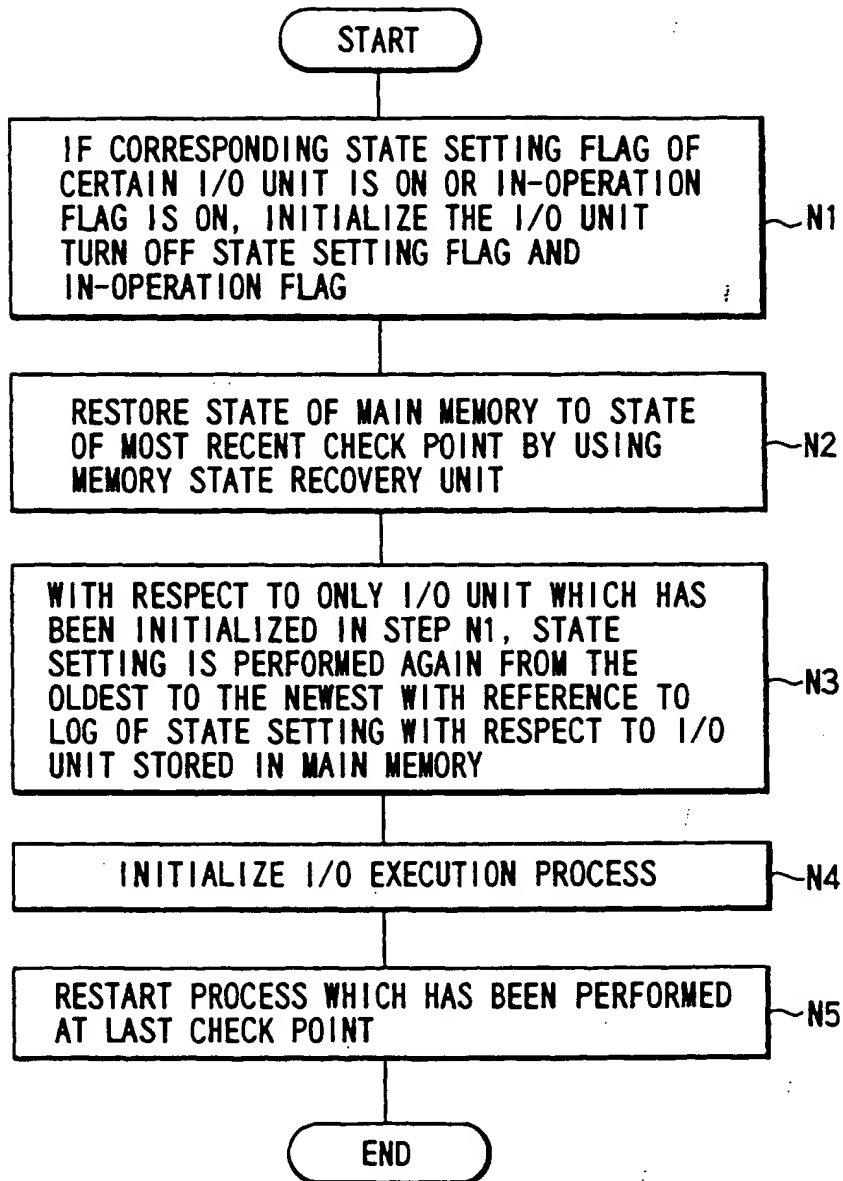 START
IF CORRESPONDING STATE SETTING FLAG OF
CERTAIN I/O UNIT IS ON OR IN-OPERATION
FLAG IS ON, INITIALIZE THE I/O UNIT
TURN OFF STATE SETTING FLAG AND
IN-OPERATION FLAG
N1
RESTORE STATE OF MAIN MEMORY TO STATE
OF MOST RECENT CHECK POINT BY USING
MEMORY STATE RECOVERY UNIT
N2
WITH RESPECT TO ONLY I/O UNIT WHICH HAS
BEEN INITIALIZED IN STEP N1, STATE
SETTING IS PERFORMED AGAIN FROM THE
OLDEST TO THE NEWEST WITH REFERENCE TO
LOG OF STATE SETTING WITH RESPECT TO I/O
UNIT STORED IN MAIN MEMORY
N3
INITIALIZE I/O EXECUTION PROCESS
N4
RESTART PROCESS WHICH HAS BEEN PERFORMED
AT LAST CHECK POINT
N5
END